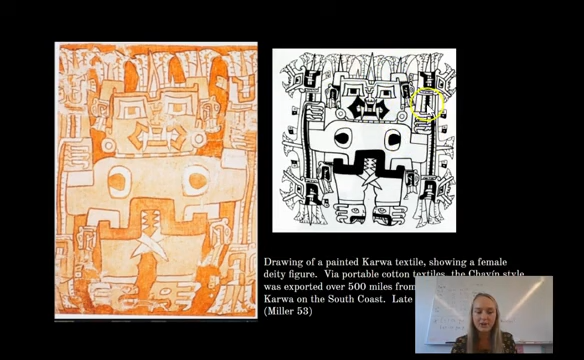 Drawing of a painted Karwa textile, showing a female
deity figure. Via portable cotton textiles, the Chavín style
was exported over 500 miles from
Karwa on the South Coast. Late
(Miller 53)